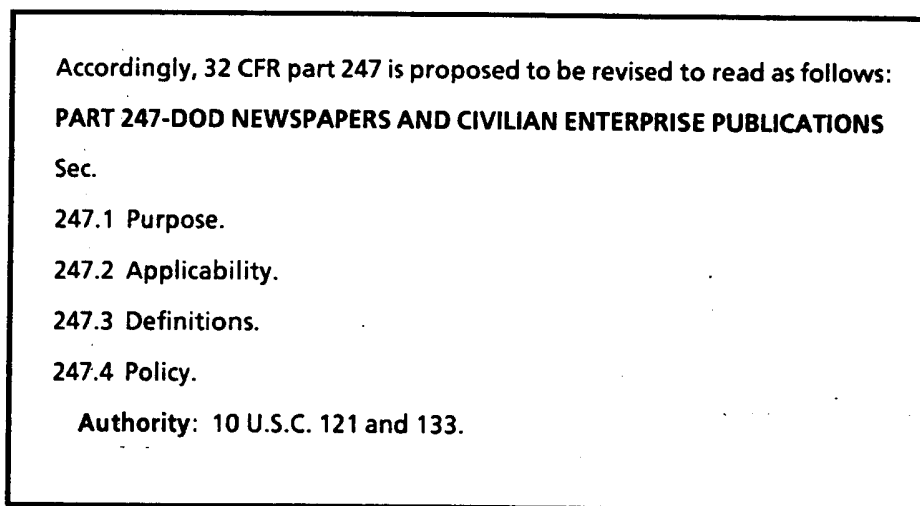 Accordingly, 32 CFR part 247 is proposed to be revised to read as follows:
PART 247-DOD NEWSPAPERS AND CIVILIAN ENTERPRISE PUBLICATIONS
Sec.
247.1 Purpose.
247.2 Applicability.
247.3 Definitions.
247.4 Policy.
Authority: 10 U.S.C. 121 and 133.